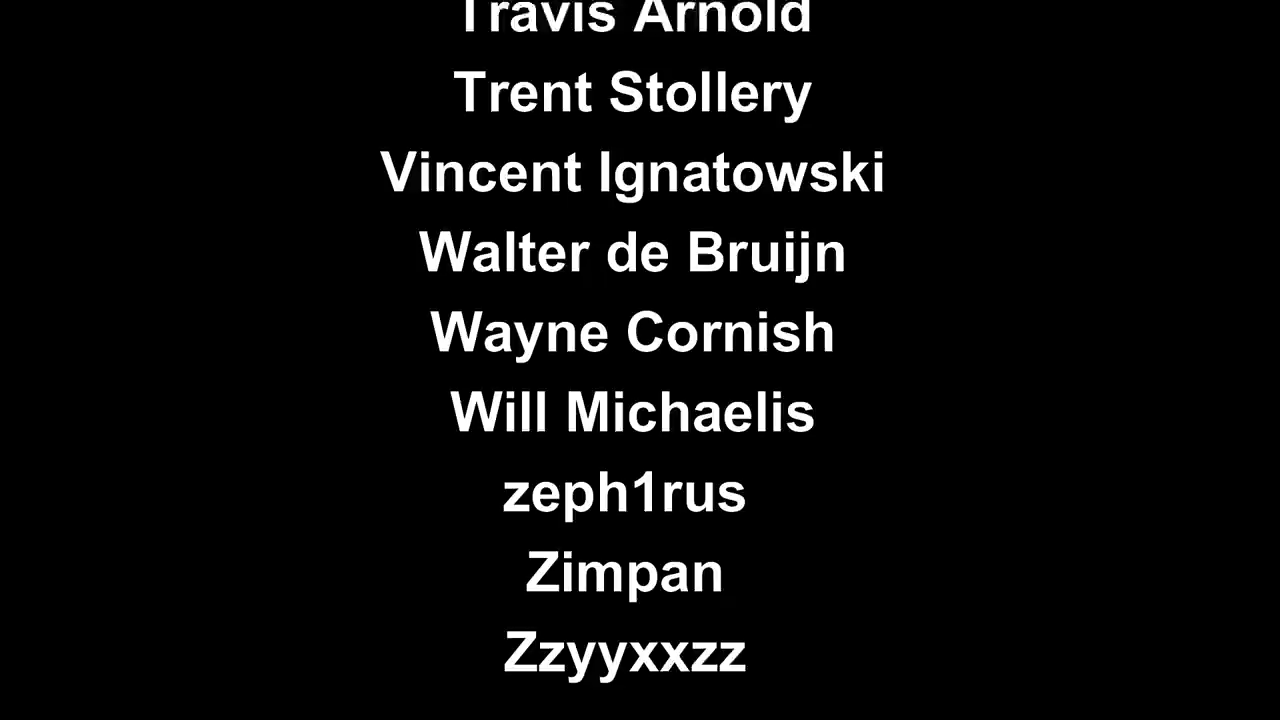 Travis Arnold
Trent Stollery
Vincent Ignatowski
Walter de Bruijn
Wayne Cornish
Will Michaelis
zeph1rus
Zimpan
Zzyyxxzz